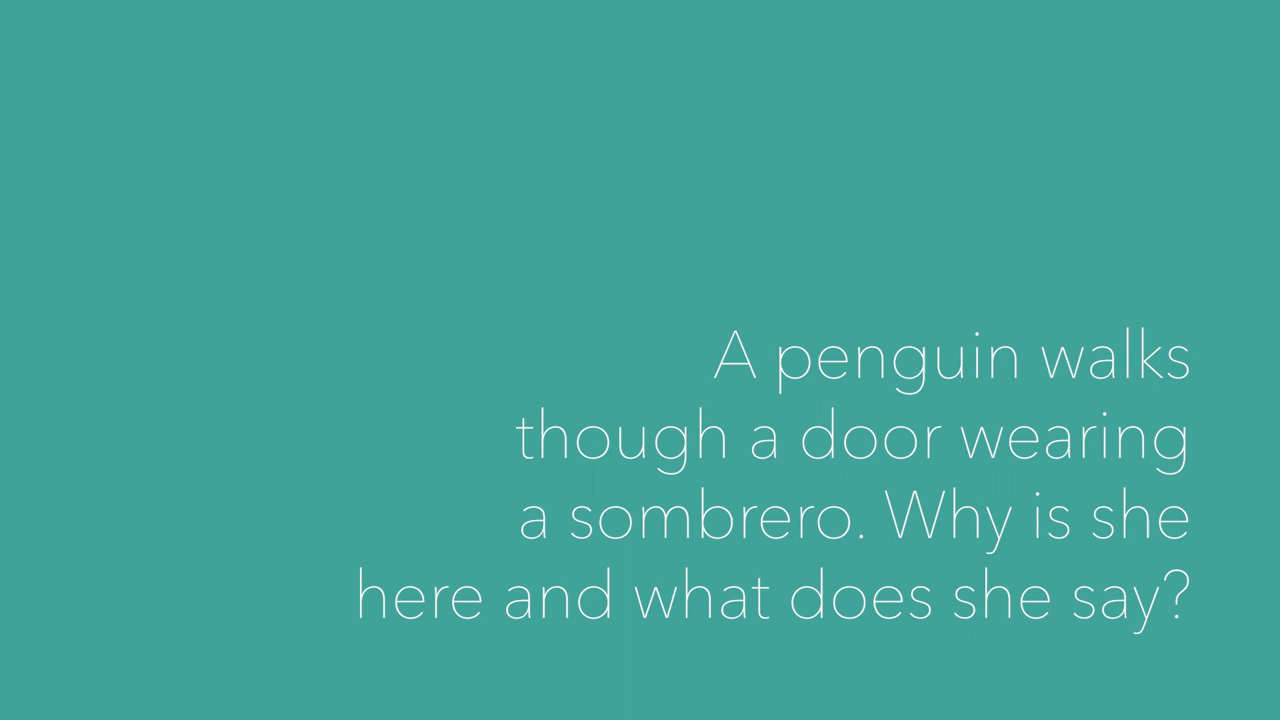 A penguin walks
though a door wearing
a sombrero. Why is she
here and what does she say?